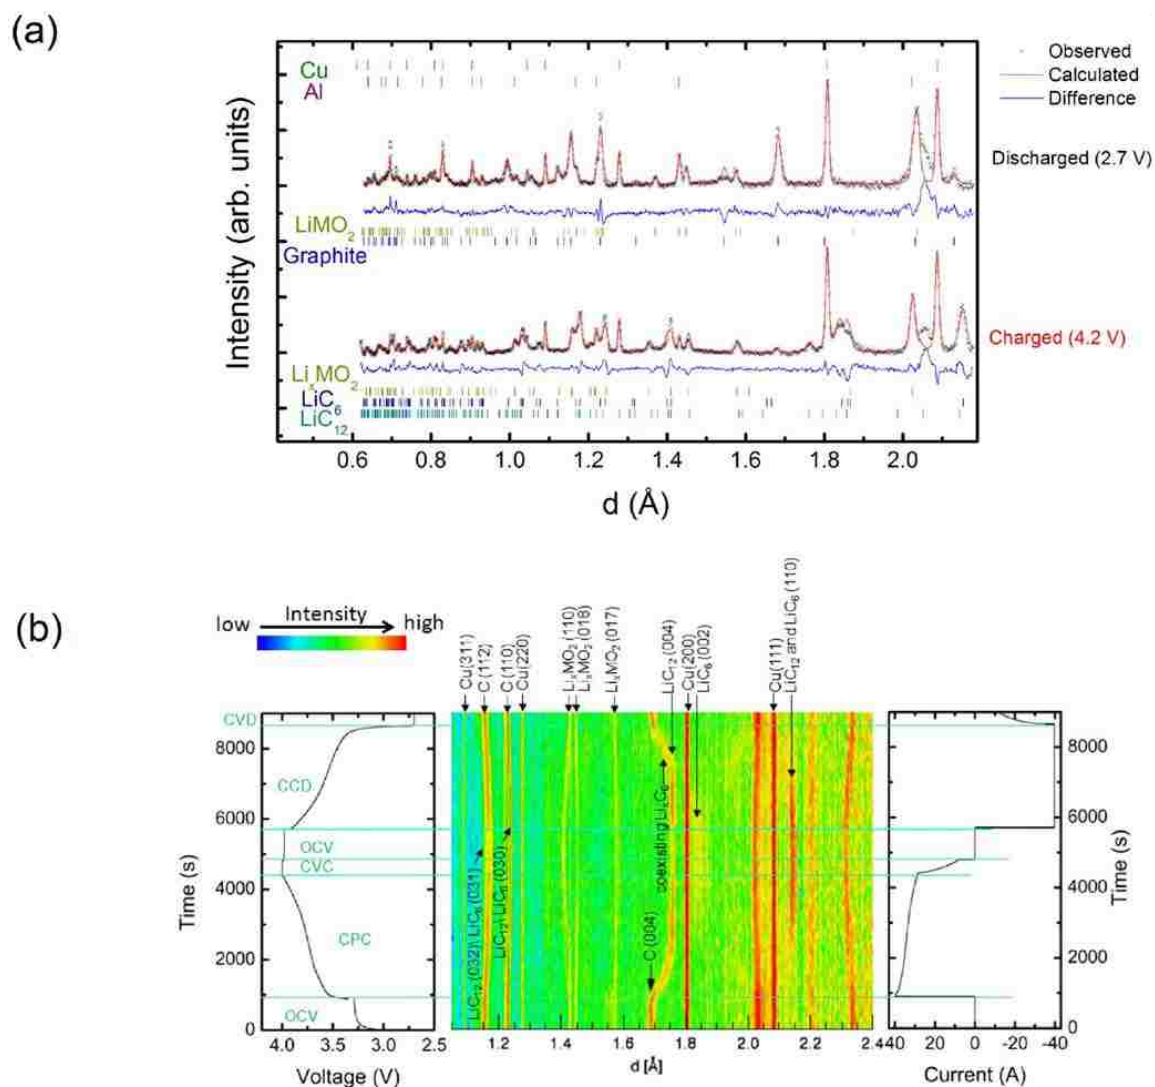 (a)
Cu
Al
Observed
Calculated
Difference
Discharged (2.7 V)
LiMO2
Graphite
Charged (4.2 V)
LixMO2
LiC6
LiC12
Intensity (arb. units)
0.6 0.8 1.0 1.2 1.4 1.6 1.8 2.0
d (Å)
(b)
Intensity
low high
Cu(311)
C (112)
C (110)
Cu(220)
LixMO2 (110)
LixMO2 (018)
LixMO2 (017)
LiC12 (004)
Cu(200)
LiC6 (002)
Cu(111)
LiC12 and LiC6 (110)
CVD
CCD
OCV
CVC
CPC
OCV
8000
6000
4000
2000
0
Time (s)
4.0 3.5 3.0 2.5
Voltage (V)
LiC12 (032)\ LiC6 (031)
LiC12\ LiC6 (030)
C (004)
coexisting LixC6
1.2 1.4 1.6 1.8 2.0 2.2 2.4
d [Å]
8000
6000
4000
2000
0
Time (s)
40 20 0 -20 -40
Current (A)